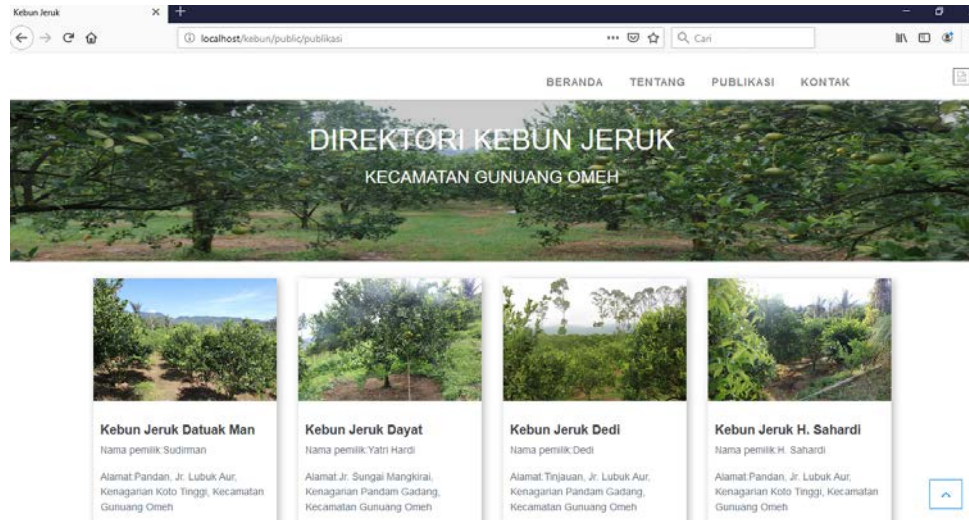 Kebun Jeruk
localhost/kebun/public/publikasi
Cari
BERANDA TENTANG PUBLIKASI KONTAK
DIREKTORI KEBUN JERUK
KECAMATAN GUNUANG OMEH
Kebun Jeruk Datuak Man
Nama pemilik:Sudirman
Alamat:Pandan, Jr. Lubuk Aur,
Kenagarian Koto Tinggi, Kecamatan
Gunuang Omeh
Kebun Jeruk Dayat
Nama pemilik:Yatri Hardi
Alamat:Jr. Sungai Mangkirai,
Kenagarian Pandam Gadang,
Kecamatan Gunuang Omeh
Kebun Jeruk Dedi
Nama pemilik:Dedi
Alamat:Tinjauan, Jr. Lubuk Aur,
Kenagarian Pandam Gadang,
Kecamatan Gunuang Omeh
Kebun Jeruk H. Sahardi
Nama pemilik:H. Sahardi
Alamat:Pandan, Jr. Lubuk Aur,
Kenagarian Koto Tinggi, Kecamatan
Gunuang Omeh